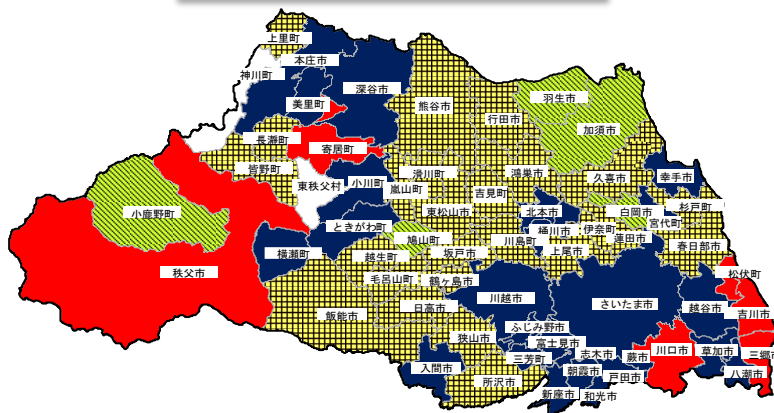 上里町
本庄市
神川町
深谷市
美里町
熊谷市
羽生市
行田市
加須市
長瀞町
寄居町
皆野町
滑川町
鴻巣市
久喜市
幸手市
東秩父村
小川町
嵐山町
吉見町
杉戸町
小鹿野町
東松山市
北本市
白岡市
宮代町
ときがわ町
桶川市
伊奈町
蓮田市
鳩山町
川島町
春日部市
横瀬町
越生町
坂戸市
上尾市
秩父市
毛呂山町
鶴ヶ島市
松伏町
川越市
さいたま市
日高市
越谷市
吉川市
飯能市
ふじみ野市
狭山市
富士見市
三芳町
志木市
蕨市
川口市
草加市
三郷市
入間市
朝霞市
戸田市
八潮市
所沢市
新座市
和光市